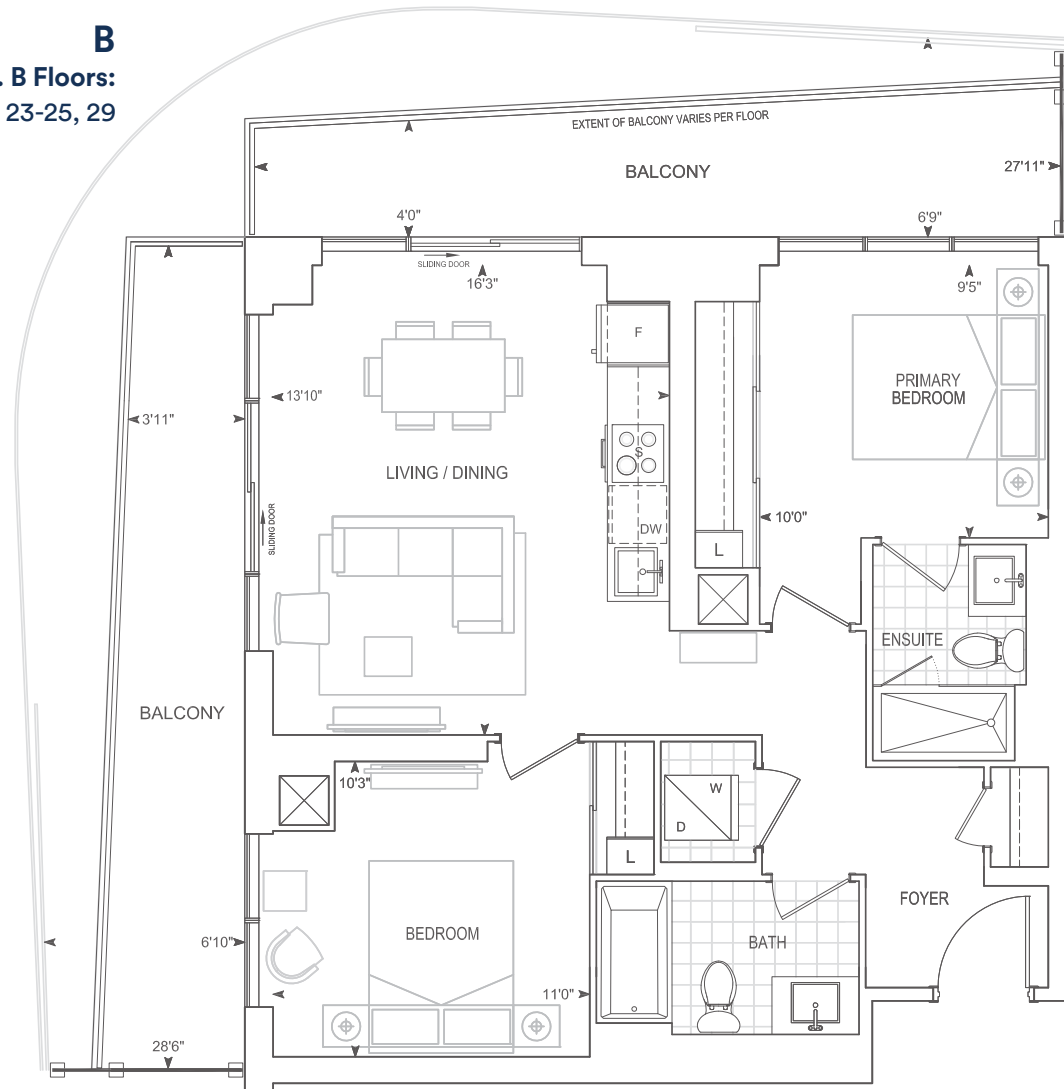 B
. B Floors:
23-25, 29
EXTENT OF BALCONY VARIES PER FLOOR
BALCONY
27'11"
4'0"
6'9"
SLIDING DOOR
16'3"
9'5"
F
13'10"
PRIMARY
BEDROOM
3'11"
S
LIVING / DINING
SLIDING DOOR
10'0"
DW
L
ENSUITE
BALCONY
10'3"
W
D
L
FOYER
BEDROOM
6'10"
BATH
11'0"
28'6"